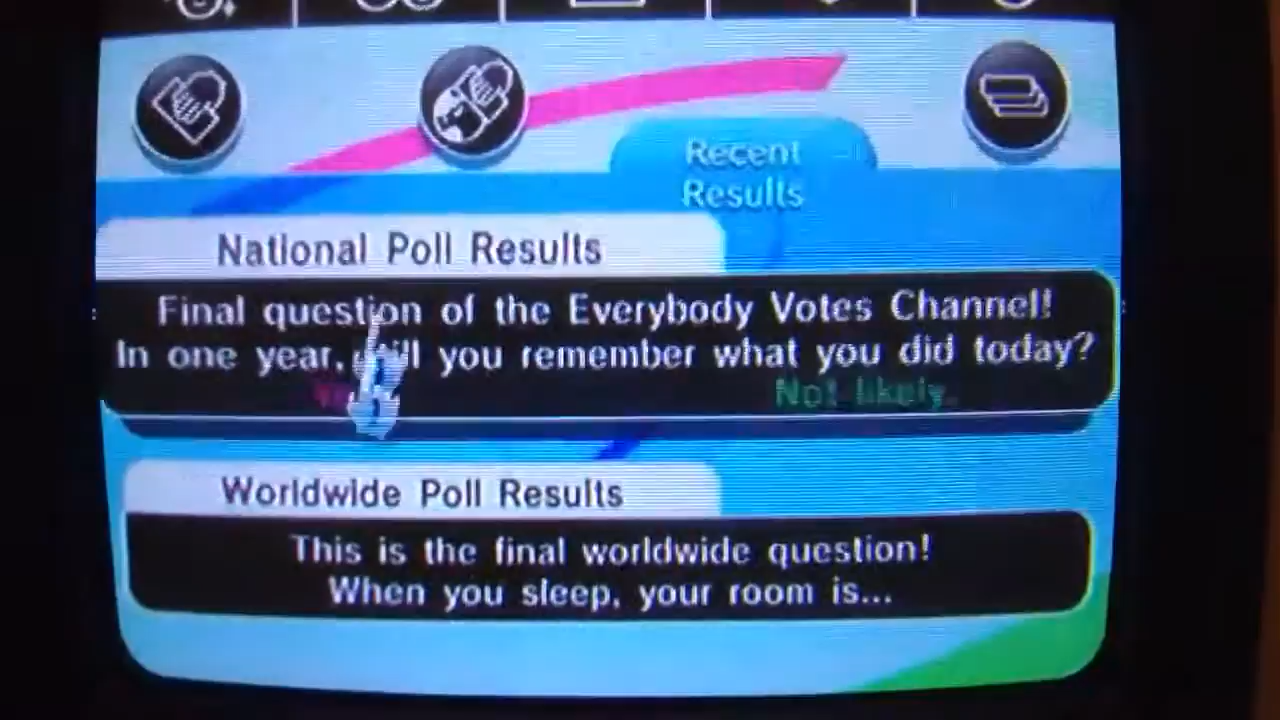 Recent
Results
National Poll Results
Final question of the Everybody Votes Channel!
In one year, will you remember what you did today?
Not likely.
Worldwide Poll Results
This is the final worldwide question!
When you sleep, your room is...